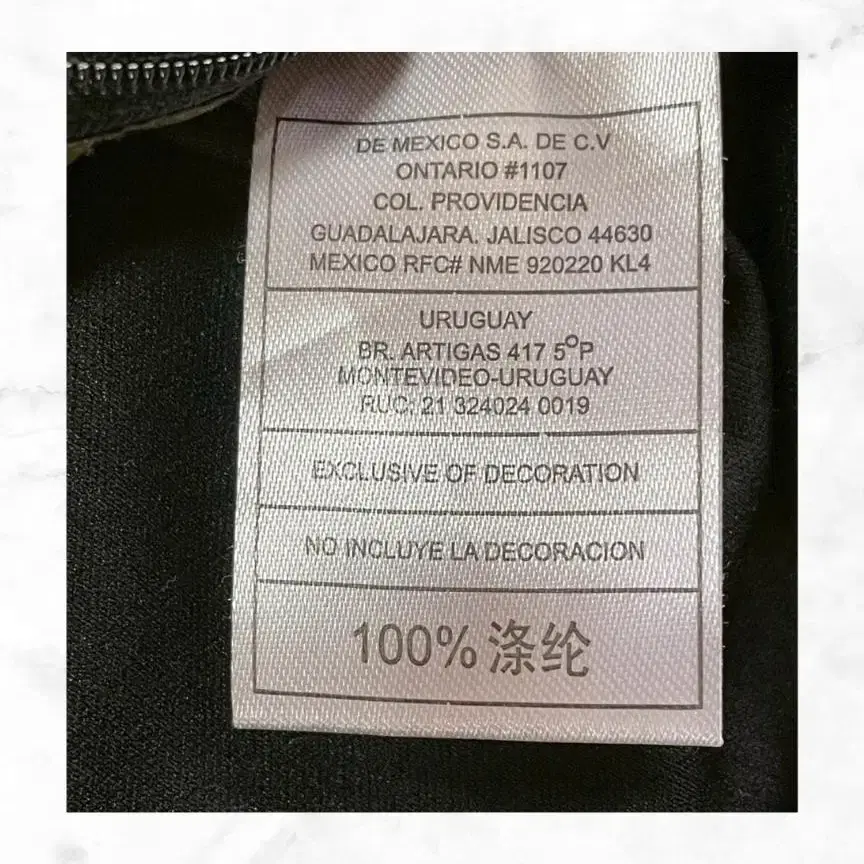 DE MEXICO S.A. DE C.V
ONTARIO #1107
COL. PROVIDENCIA
GUADALAJARA. JALISCO 44630
MEXICO RFC# NME 920220 KL4
URUGUAY
BR. ARTIGAS 417 5°P
MONTEVIDEO-URUGUAY
RUC: 21 324024 0019
EXCLUSIVE OF DECORATION
NO INCLUYE LA DECORACION
100% 涤纶